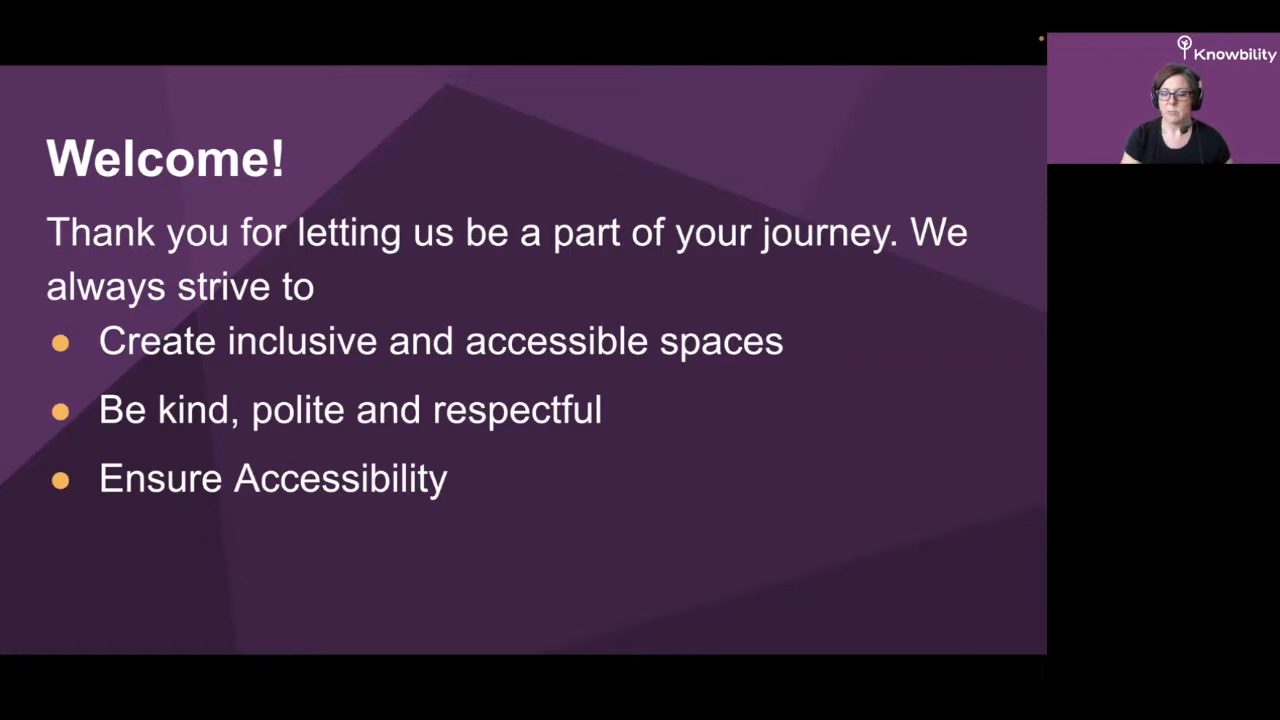 Knowbility
Welcome!
Thank you for letting us be a part of your journey. We
always strive to
● Create inclusive and accessible spaces
● Be kind, polite and respectful
● Ensure Accessibility